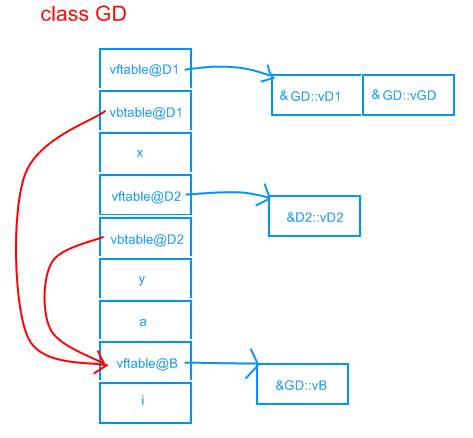 class GD
vftable@D1
& GD::vD1
& GD::vGD
vbtable@D1
x
vftable@D2
&D2::vD2
vbtable@D2
y
a
vftable@B
&GD::vB
i